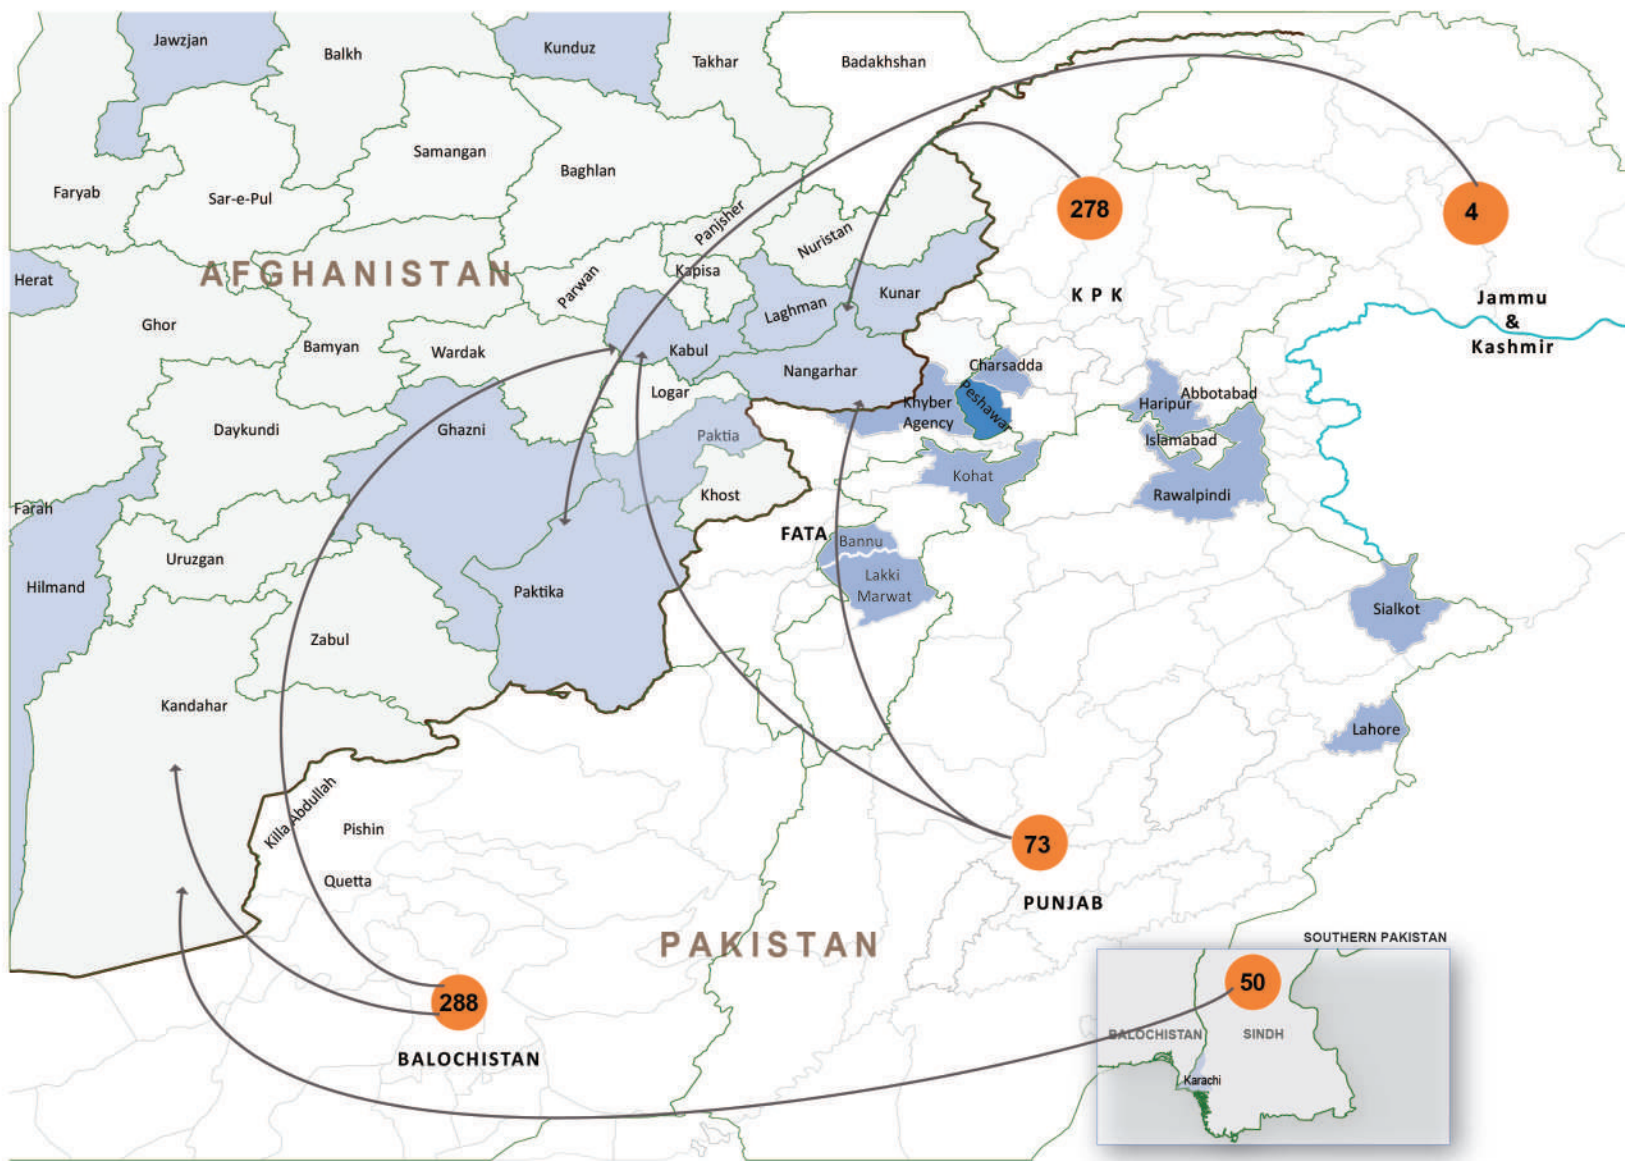 Jawzjan
Balkh
Kunduz
Takhar
Badakhshan
Samangan
Baghlan
Faryab
Sar-e-Pul
Panjsher
Nuristan
278
4
Herat
AFGHANISTAN
Parwan
Kapisa
Kunar
KPK
Jammu
&
Kashmir
Ghor
Laghman
Bamyan
Wardak
Kabul
Nangarhar
Charsadda
Peshawar
Khyber
Agency
Haripur
Abbotabad
Logar
Daykundi
Ghazni
Paktia
Islamabad
Kohat
Rawalpindi
Khost
Farah
FATA
Bannu
Uruzgan
Hilmand
Paktika
Lakki
Marwat
Sialkot
Zabul
Kandahar
Lahore
Killa Abdullah
Pishin
Quetta
73
PUNJAB
PAKISTAN
SOUTHERN PAKISTAN
288
50
BALOCHISTAN
BALOCHISTAN
SINDH
Karachi